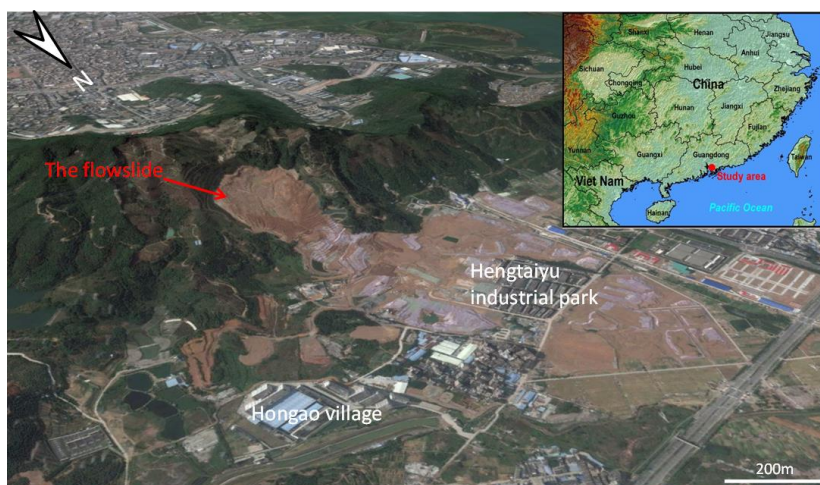 N
The flowslide
Hengtaiyu
industrial park
Hongao village
200m
Shanxi
Henan
Jiangsu
Anhui
Sichuan
Hubei
Chongqing
China
Zhejiang
Hunan
Jiangxi
Guzhou
Fujian
Yunnan
Guangxi
Guangdong
Taiwan
Study area
Viet Nam
Hainan
Pacific Ocean